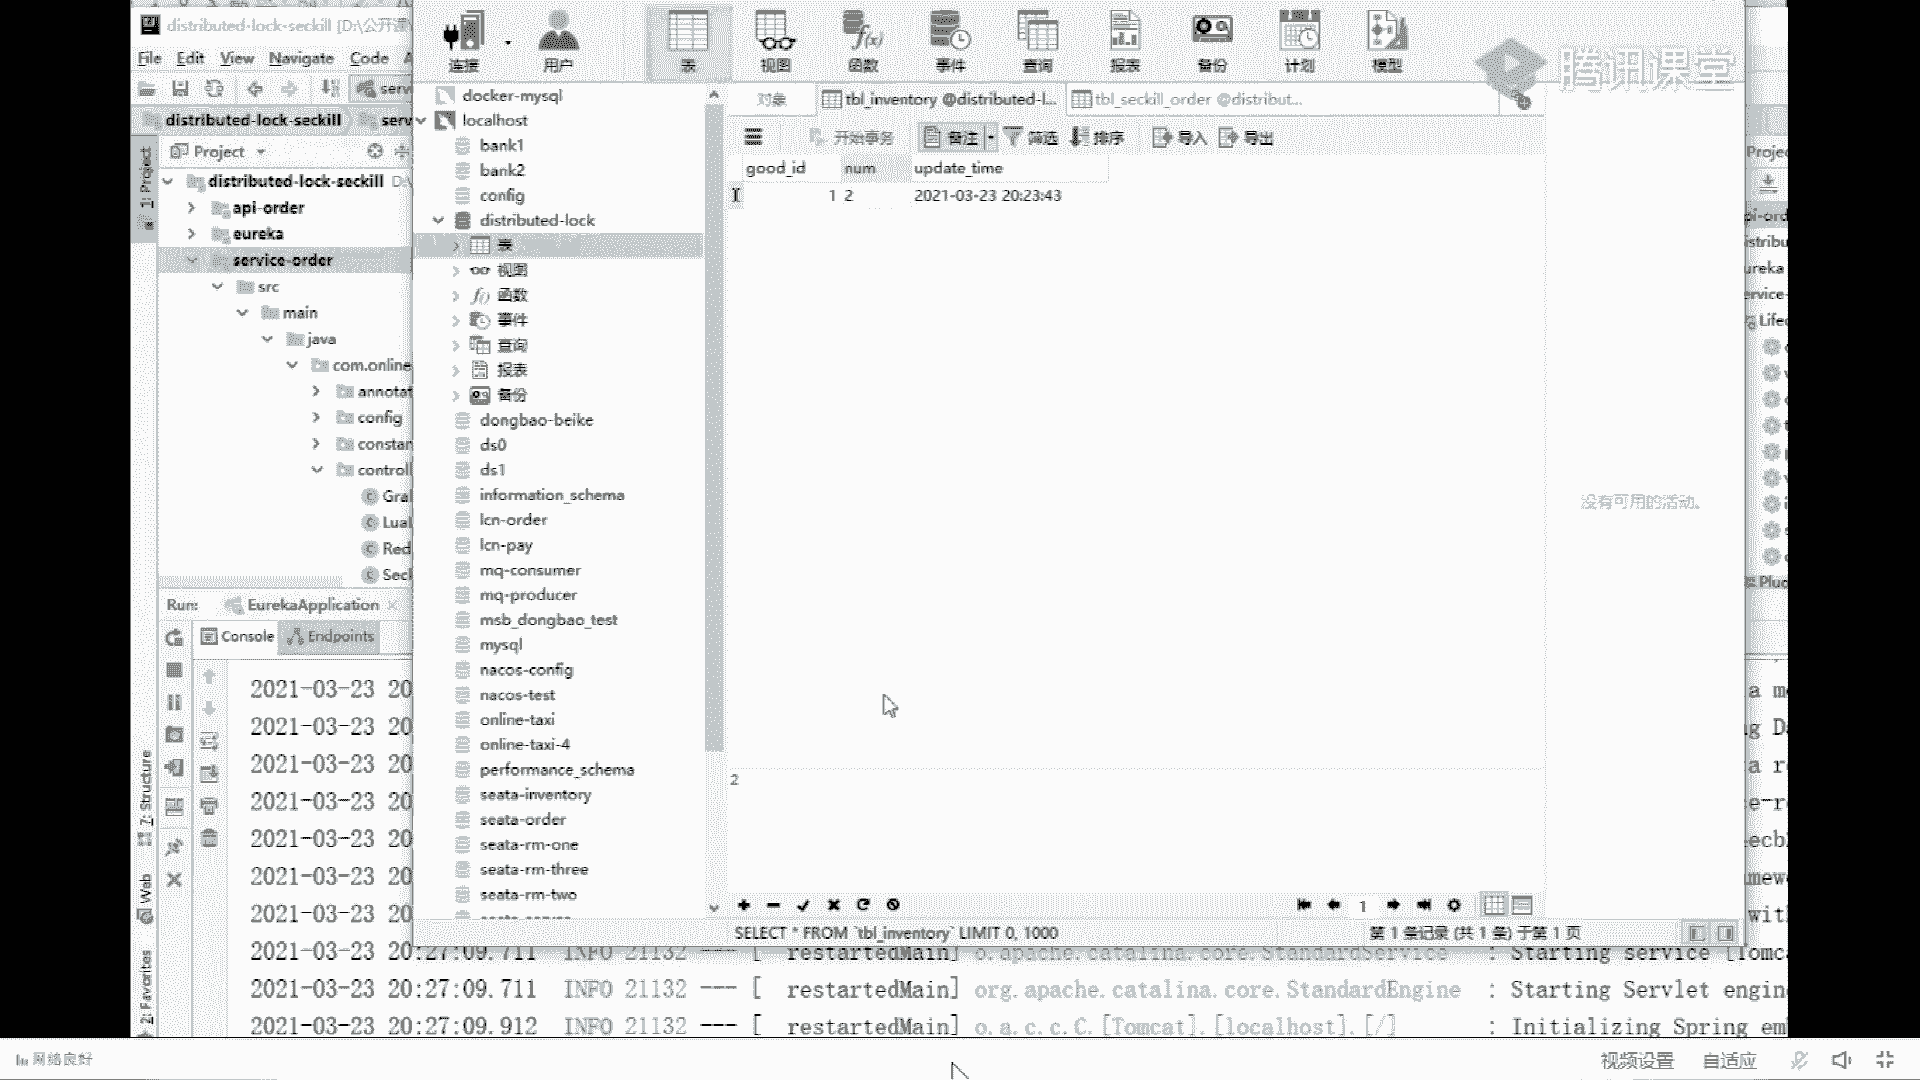 distributed-lock-seckill [D:\公开课
File Edit View Navigate Code
连接 用户 表 视图 函数 事件 查询 报表 备份 计划 模型
腾讯课堂
distributed-lock-seckill
Project
1: Project
distributed-lock-seckill
api-order
eureka
service-order
src
main
java
com.online
annotat
config
constan
controll
Gra
Lual
Red
Secl
docker-mysql
localhost
bank1
bank2
config
distributed-lock
表
视图
函数
事件
查询
报表
备份
dongbao-beike
ds0
ds1
information_schema
lcn-order
lcn-pay
mq-consumer
mq-producer
msb_dongbao_test
mysql
nacos-config
nacos-test
online-taxi
online-taxi-4
performance_schema
seata-inventory
seata-order
seata-rm-one
seata-rm-three
seata-rm-two
对象 tbl_inventory @distributed-l... tbl_seckill_order @distribut...
开始事务 备注 筛选 排序 导入 导出
good_id num update_time
1 2 2021-03-23 20:23:43
没有可用的活动。
2
1
SELECT * FROM `tbl_inventory` LIMIT 0, 1000
第 1 条记录 (共 1 条) 于第 1 页
Run: EurekaApplication
Console Endpoints
7: Structure
Web
2: Favorites
2021-03-23 20
2021-03-23 20
2021-03-23 20
2021-03-23 20
2021-03-23 20
2021-03-23 20
2021-03-23 20
2021-03-23 20:27:09.711 INFO 21132 --- [ restartedMain] o.apache.catalina.core.StandardService : Starting service [Tomca
2021-03-23 20:27:09.711 INFO 21132 --- [ restartedMain] org.apache.catalina.core.StandardEngine : Starting Servlet engin
2021-03-23 20:27:09.912 INFO 21132 --- [ restartedMain] o.a.c.c.C.[Tomcat].[localhost].[/] : Initializing Spring em
网络良好
视频设置 自适应